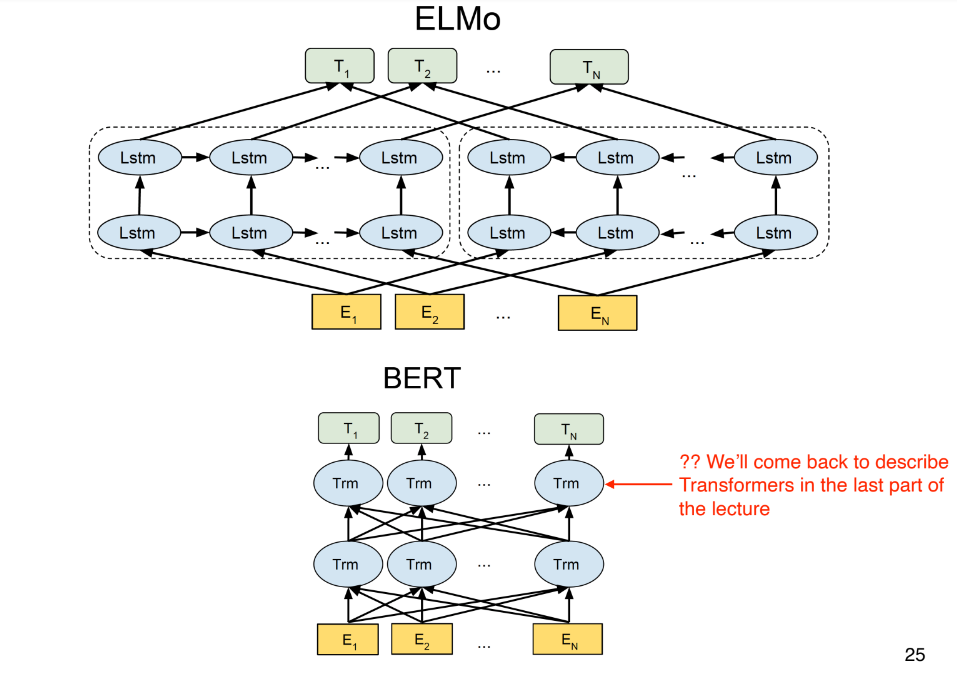 ELMo
T1 T2 ... TN
Lstm Lstm ... Lstm Lstm Lstm ... Lstm
Lstm Lstm ... Lstm Lstm Lstm ... Lstm
E1 E2 ... EN
BERT
T1 T2 ... TN
Trm Trm ... Trm
?? We’ll come back to describe
Transformers in the last part of
the lecture
Trm Trm ... Trm
E1 E2 ... EN
25